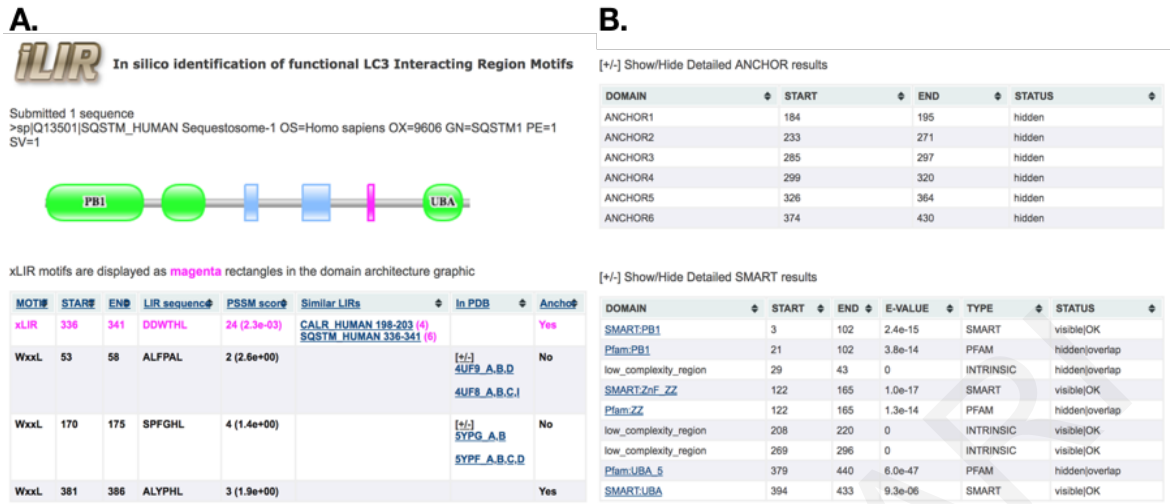 A.
iLIR In silico identification of functional LC3 Interacting Region Motifs
Submitted 1 sequence
>sp|Q13501|SQSTM_HUMAN Sequestosome-1 OS=Homo sapiens OX=9606 GN=SQSTM1 PE=1
SV=1
PB1 UBA
xLIR motifs are displayed as magenta rectangles in the domain architecture graphic
MOTIF START END LIR sequence PSSM score Similar LIRs In PDB Anchor
xLIR 336 341 DDWTHL 24 (2.3e-03) CALR_HUMAN 198-203 (4) Yes
SQSTM_HUMAN 336-341 (6)
WxxL 53 58 ALFPAL 2 (2.6e+00) [+/-] No
4UF9_A,B,D
4UF8_A,B,C,I
WxxL 170 175 SPFGHL 4 (1.4e+00) [+/-] No
5YPG_A,B
5YPF_A,B,C,D
WxxL 381 386 ALYPHL 3 (1.9e+00) Yes
B.
[+/-] Show/Hide Detailed ANCHOR results
DOMAIN START END STATUS
ANCHOR1 184 195 hidden
ANCHOR2 233 271 hidden
ANCHOR3 285 297 hidden
ANCHOR4 299 320 hidden
ANCHOR5 326 364 hidden
ANCHOR6 374 430 hidden
[+/-] Show/Hide Detailed SMART results
DOMAIN START END E-VALUE TYPE STATUS
SMART:PB1 3 102 2.4e-15 SMART visible|OK
Pfam:PB1 21 102 3.8e-14 PFAM hidden|overlap
low_complexity_region 29 43 0 INTRINSIC hidden|overlap
SMART:ZnF_ZZ 122 165 1.0e-17 SMART visible|OK
Pfam:ZZ 122 165 1.3e-14 PFAM hidden|overlap
low_complexity_region 208 220 0 INTRINSIC visible|OK
low_complexity_region 269 296 0 INTRINSIC visible|OK
Pfam:UBA_5 379 440 6.0e-47 PFAM hidden|overlap
SMART:UBA 394 433 9.3e-06 SMART visible|OK